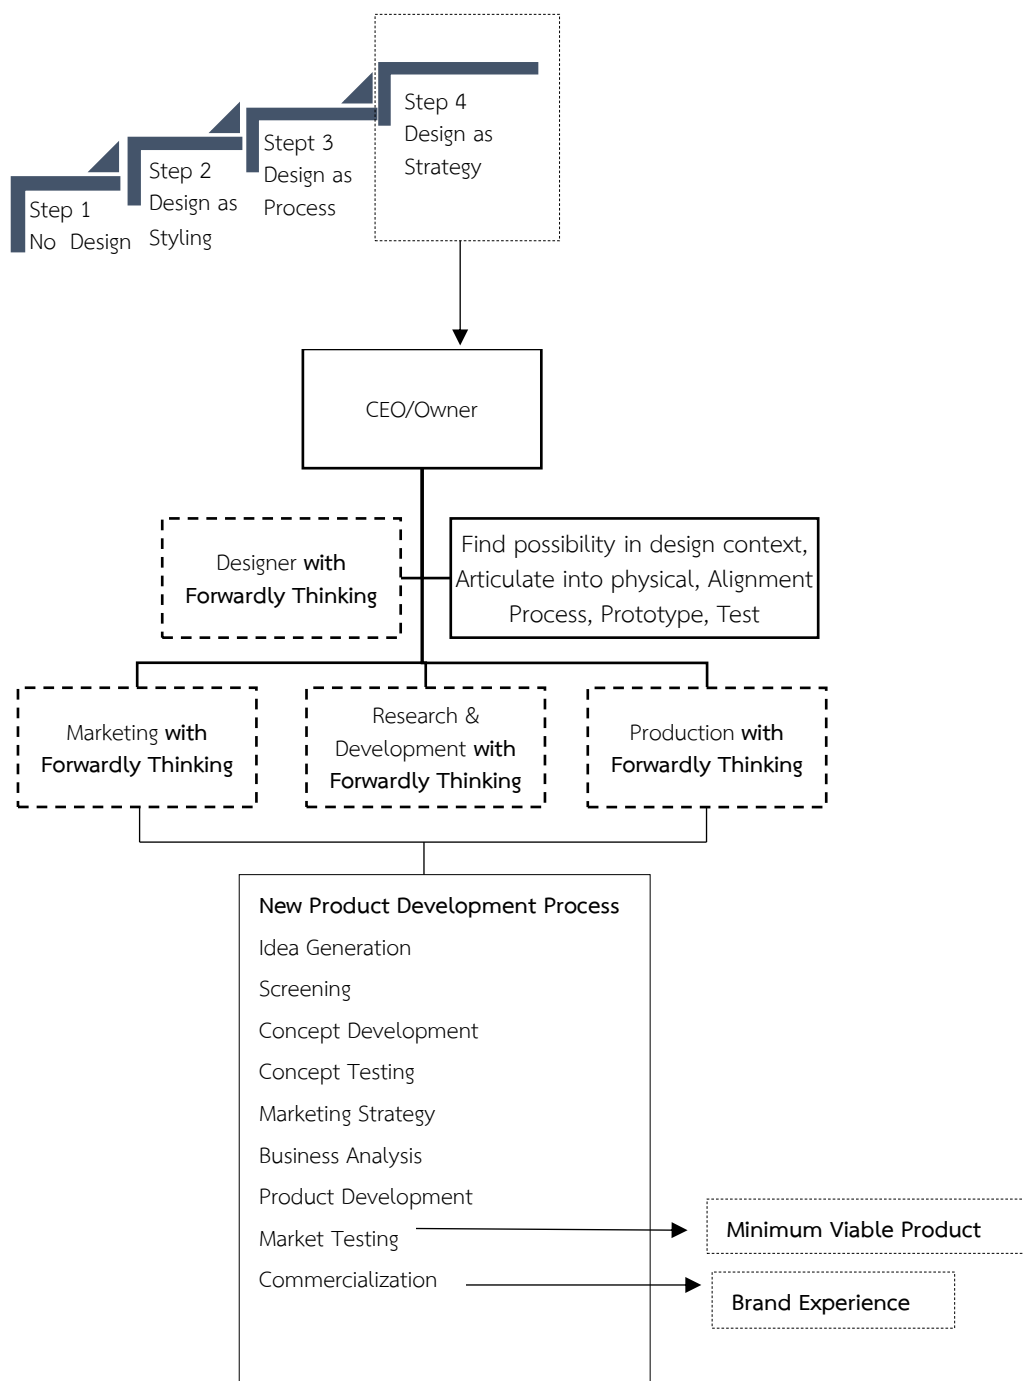 Step 1
No Design
Step 2
Design as
Styling
Stept 3
Design as
Process
Step 4
Design as
Strategy
CEO/Owner
Designer with
Forwardly Thinking
Find possibility in design context,
Articulate into physical, Alignment
Process, Prototype, Test
Marketing with
Forwardly Thinking
Research &
Development with
Forwardly Thinking
Production with
Forwardly Thinking
New Product Development Process
Idea Generation
Screening
Concept Development
Concept Testing
Marketing Strategy
Business Analysis
Product Development
Market Testing
Commercialization
Minimum Viable Product
Brand Experience